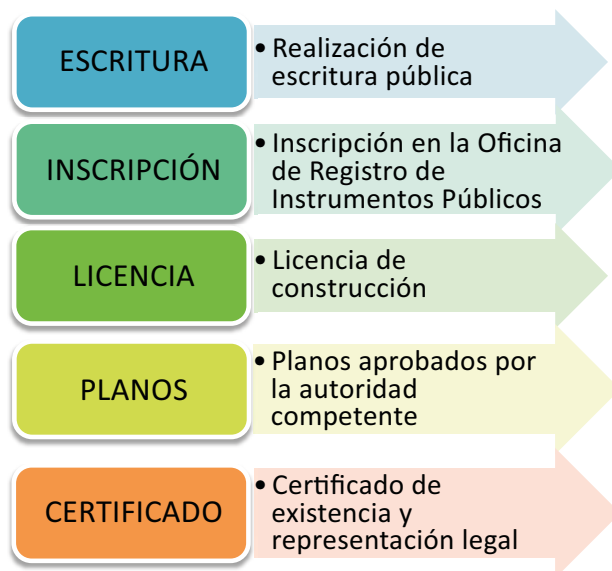 ESCRITURA
• Realización de
escritura pública
INSCRIPCIÓN
• Inscripción en la Oficina
de Registro de
Instrumentos Públicos
LICENCIA
• Licencia de
construcción
PLANOS
• Planos aprobados por
la autoridad
competente
CERTIFICADO
• Certificado de
existencia y
representación legal